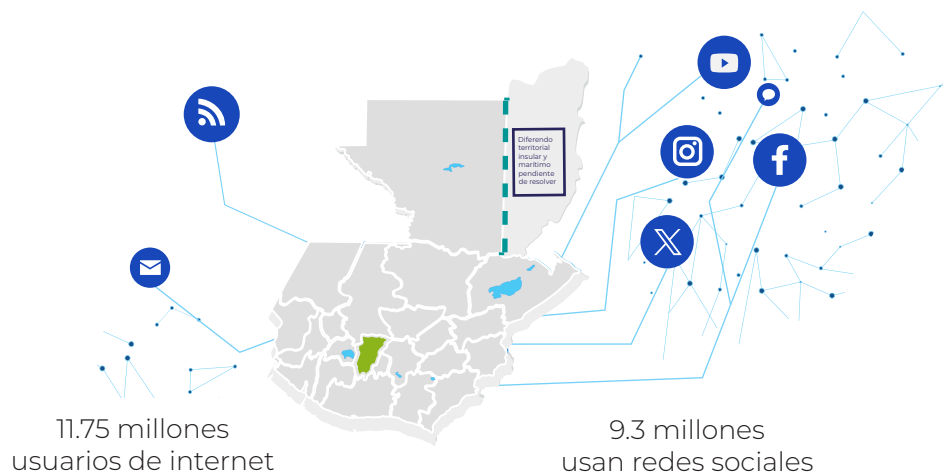 Diferendo
territorial
insular y
marítimo
pendiente
de resolver
11.75 millones
usuarios de internet
9.3 millones
usan redes sociales